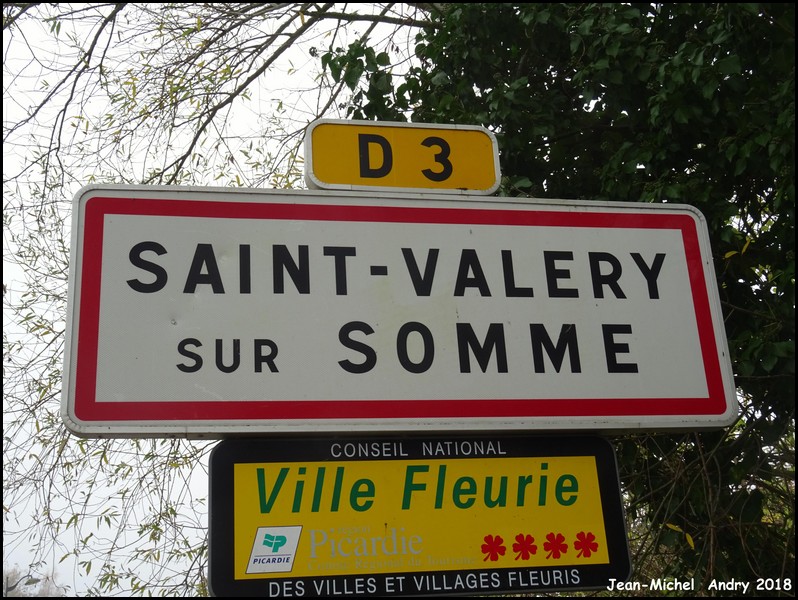 D 3
SAINT-VALERY
SUR SOMME
CONSEIL NATIONAL
Ville Fleurie
Picardie
PICARDIE
DES VILLES ET VILLAGES FLEURIS
Jean-Michel Andry 2018